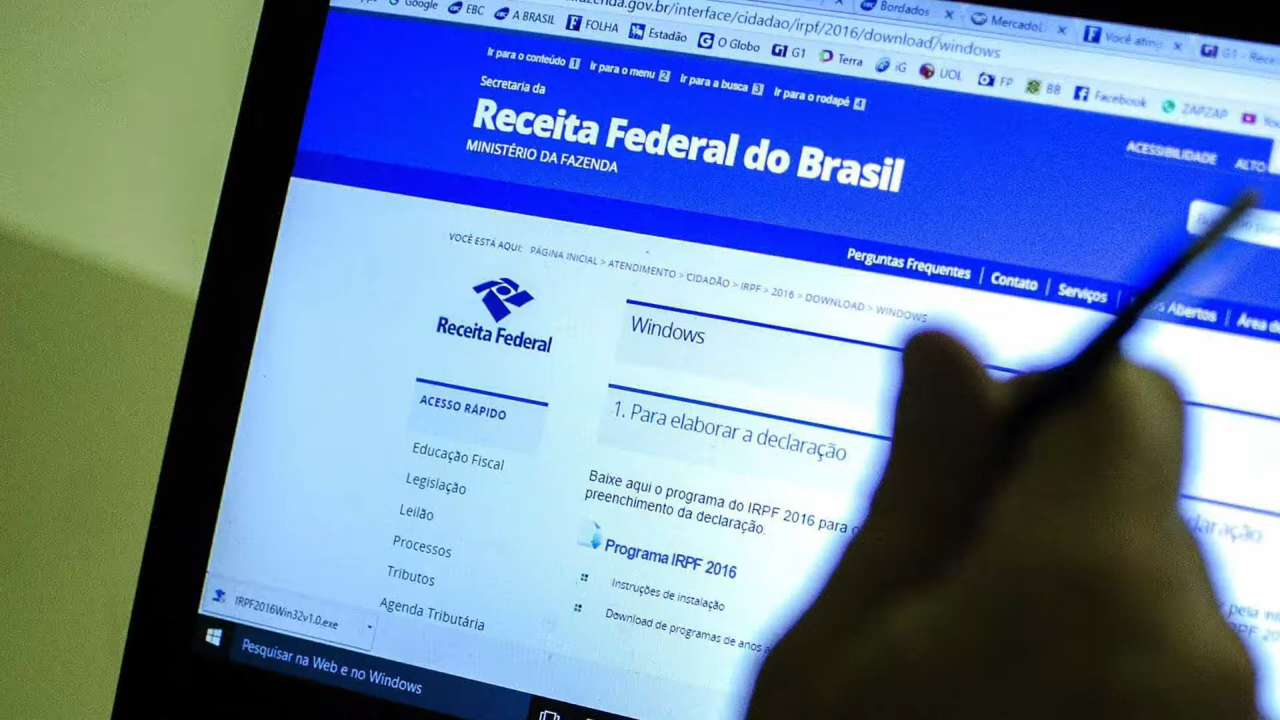 fazenda.gov.br/interface/cidadao/irpf/2016/download/windows
Bordados
MercadoL
Você ating
G1 - Rece
Google
EBC
A BRASIL
FOLHA
Estadão
O Globo
G1
Terra
iG
UOL
FP
BB
Facebook
ZAPZAP
Ir para o conteúdo 1 Ir para o menu 2 Ir para a busca 3 Ir para o rodapé 4
ACESSIBILIDADE
ALTO
Secretaria da
Receita Federal do Brasil
MINISTÉRIO DA FAZENDA
Perguntas Frequentes | Contato | Serviços | Abertos | Área
VOCÊ ESTÁ AQUI: PÁGINA INICIAL > ATENDIMENTO > CIDADÃO > IRPF > 2016 > DOWNLOAD > WINDOWS
Receita Federal
Windows
ACESSO RÁPIDO
Educação Fiscal
Legislação
Leilão
Processos
Tributos
Agenda Tributária
1. Para elaborar a declaração
Baixe aqui o programa do IRPF 2016 para o
preenchimento da declaração.
Programa IRPF 2016
Instruções de instalação
Download de programas de anos a
IRPF2016Win32v1.0.exe
Pesquisar na Web e no Windows